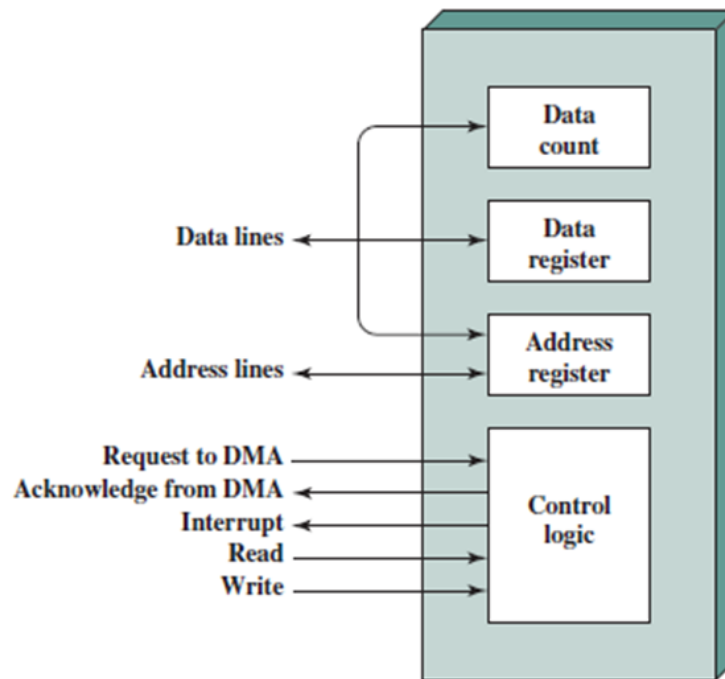 Data
count
Data lines
Data
register
Address lines
Address
register
Request to DMA
Acknowledge from DMA
Interrupt
Read
Write
Control
logic